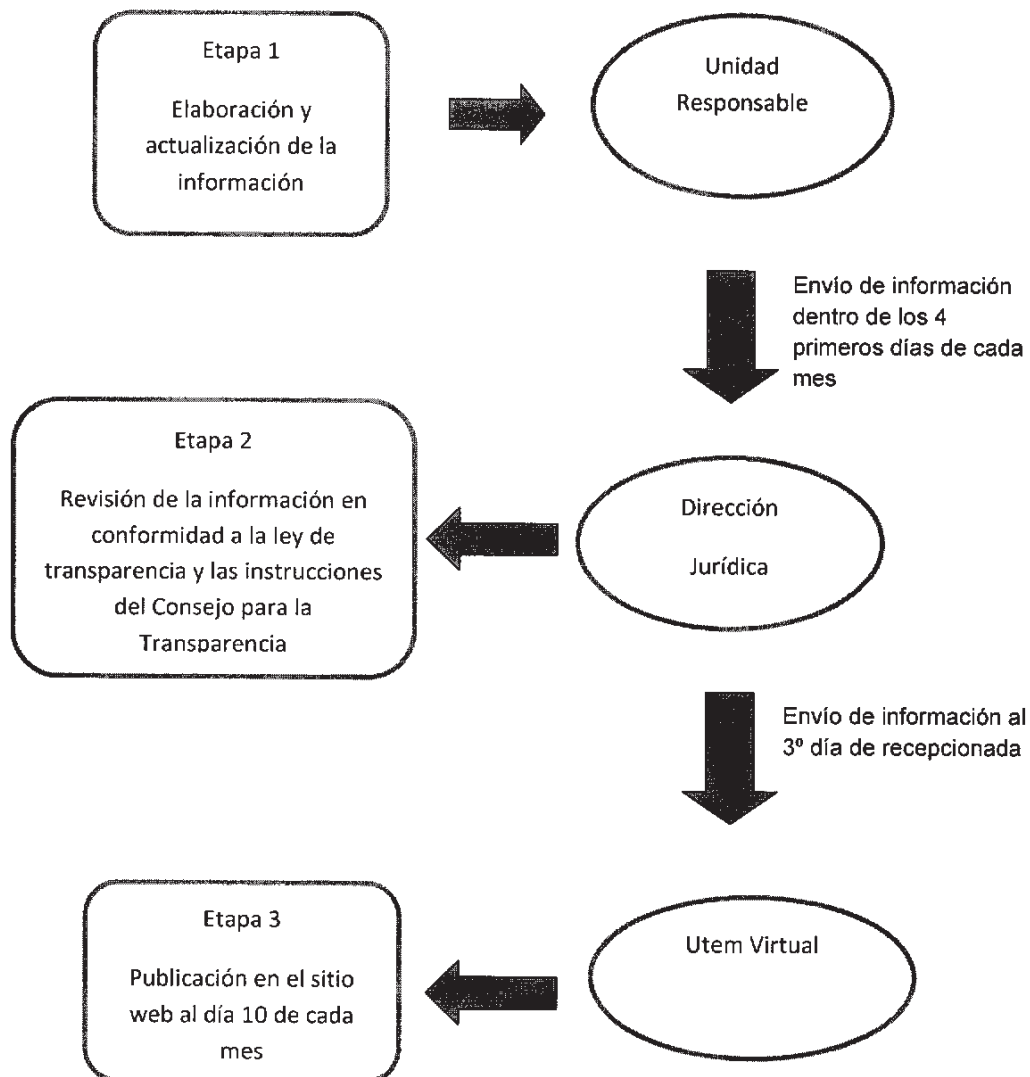 Etapa 1
Elaboración y
actualización de la
información
Unidad
Responsable
Envío de información
dentro de los 4
primeros días de cada
mes
Etapa 2
Revisión de la información en
conformidad a la ley de
transparencia y las instrucciones
del Consejo para la
Transparencia
Dirección
Jurídica
Envío de información al
3º día de recepcionada
Etapa 3
Publicación en el sitio
web al día 10 de cada
mes
Utem Virtual